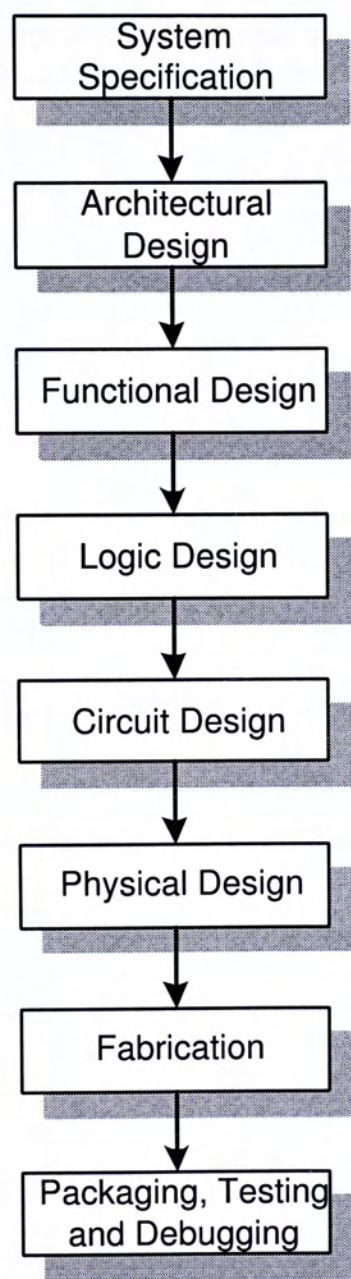 System
Specification
Architectural
Design
Functional Design
Logic Design
Circuit Design
Physical Design
Fabrication
Packaging, Testing
and Debugging